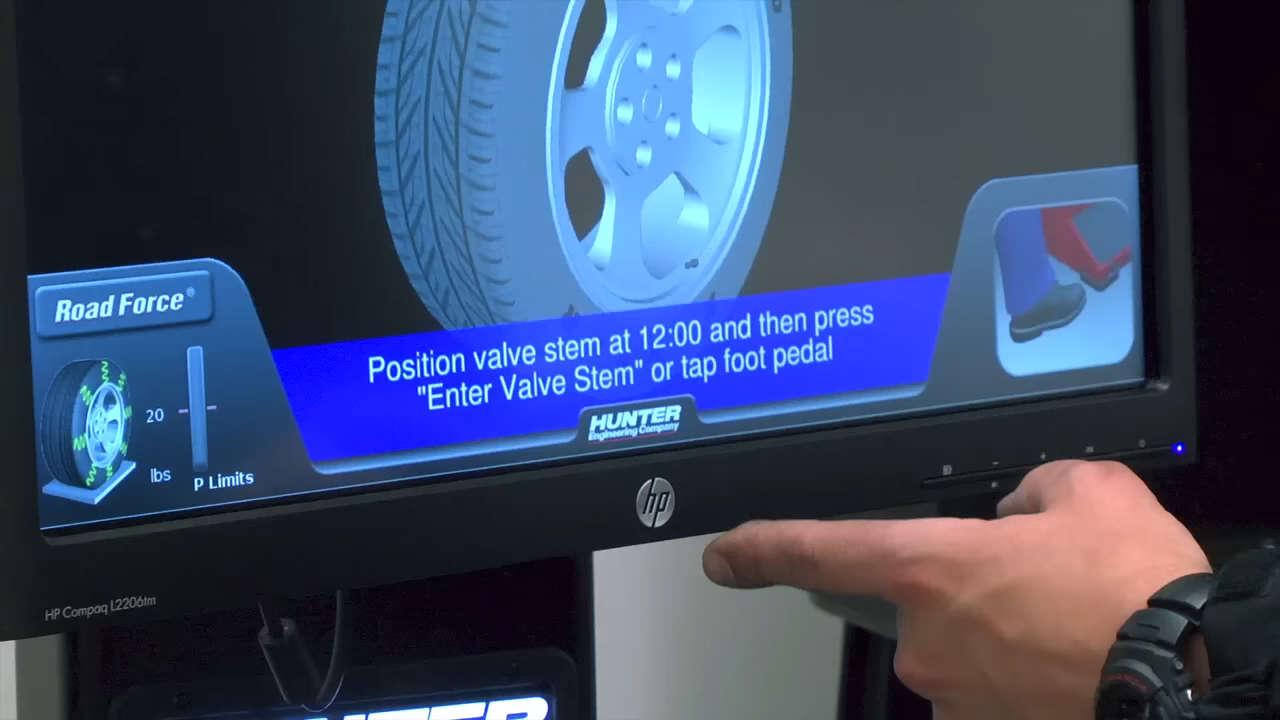 Road Force®
20
lbs
P Limits
Position valve stem at 12:00 and then press
"Enter Valve Stem" or tap foot pedal
HUNTER
Engineering Company
hp
HP Compaq L2206tm
HUNTER